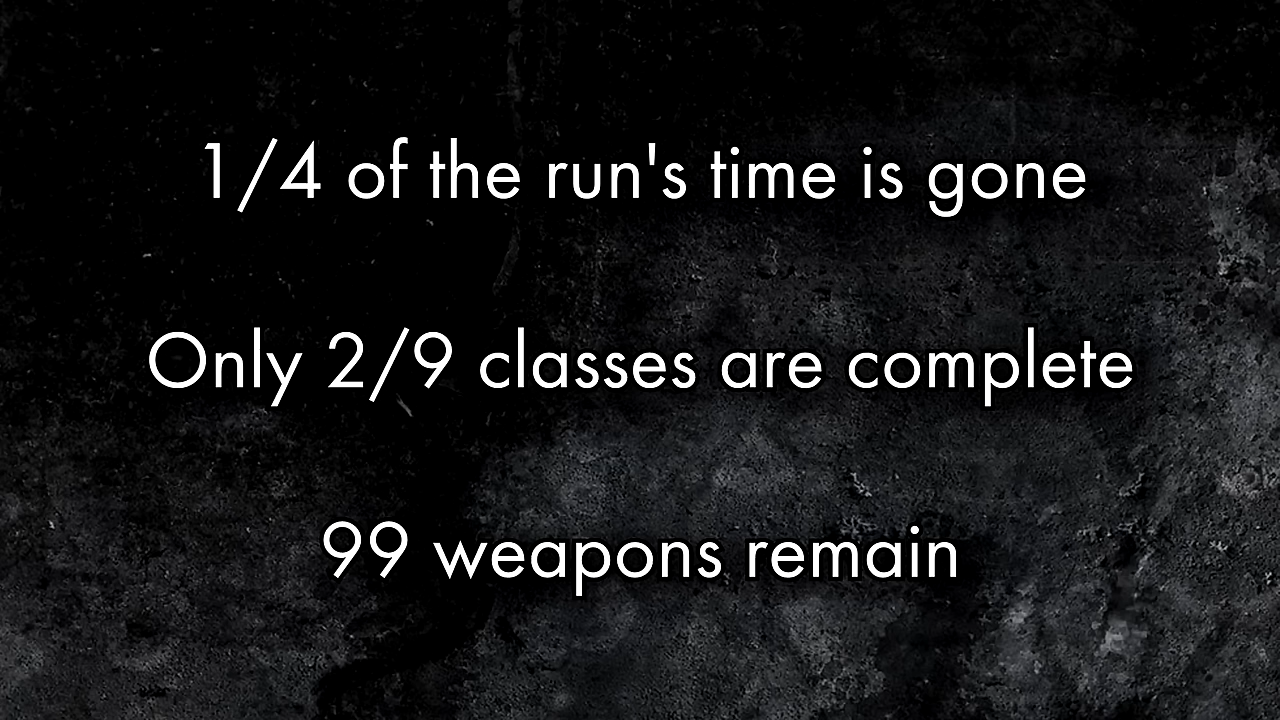 1/4 of the run's time is gone
Only 2/9 classes are complete
99 weapons remain